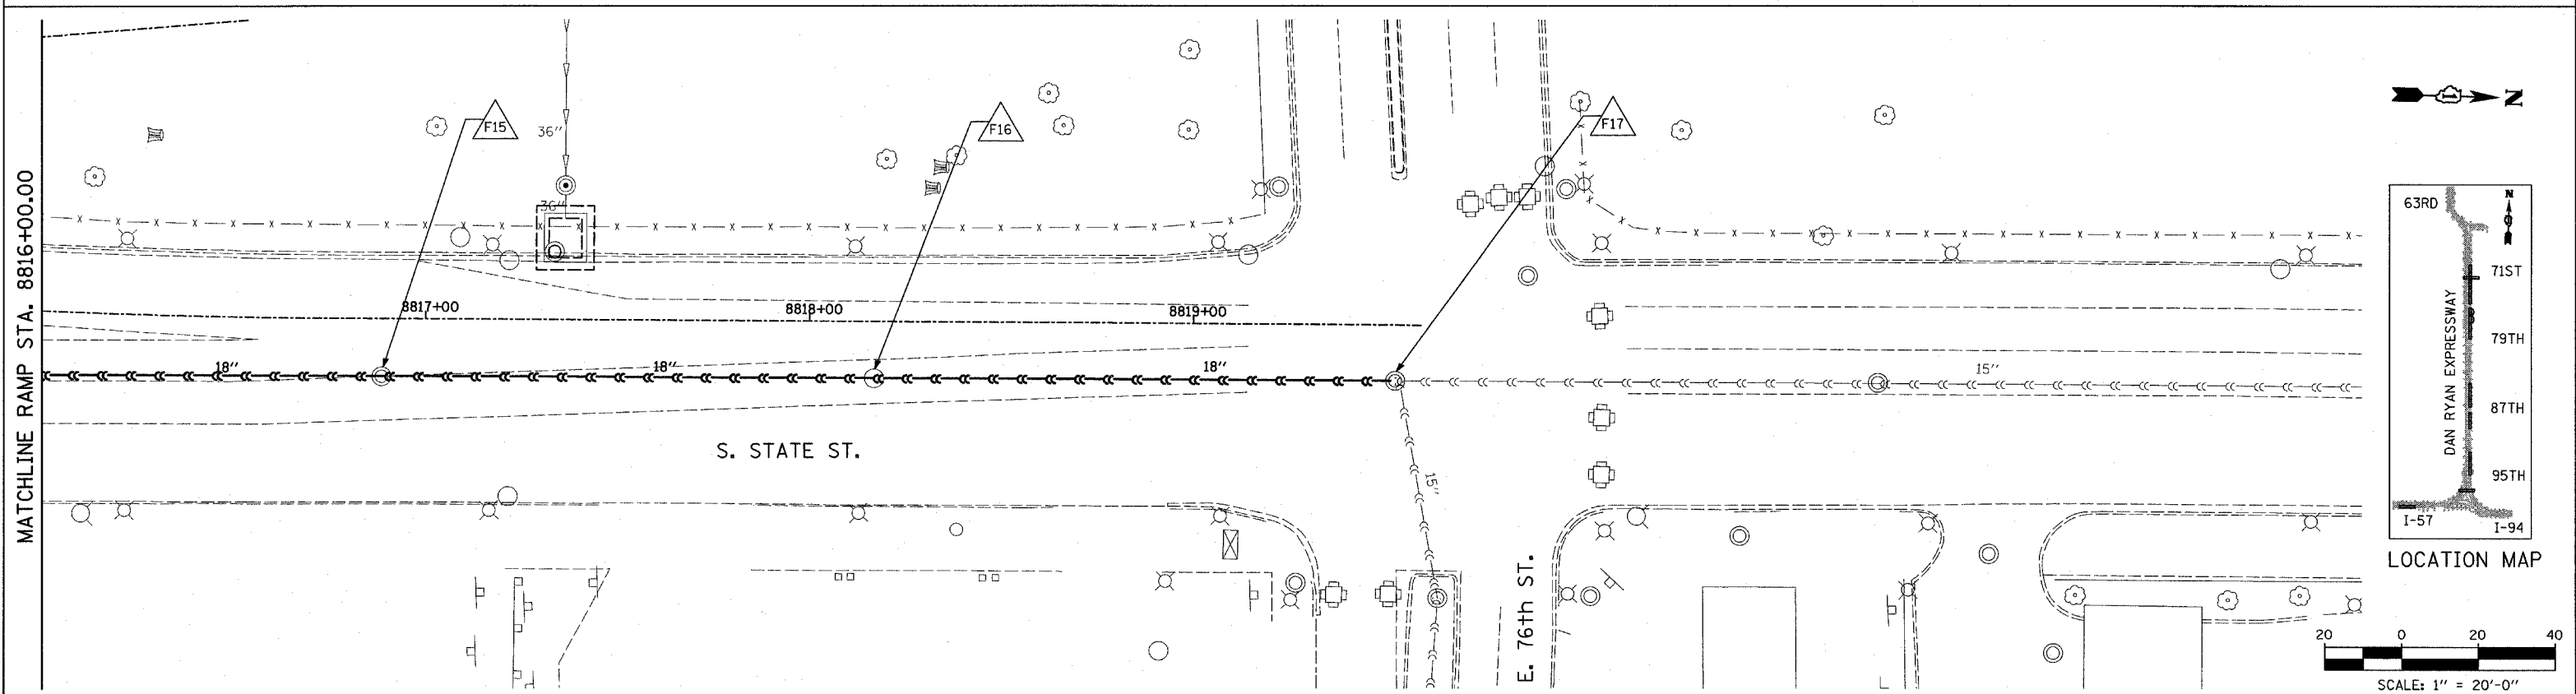 MATCHLINE RAMP STA. 8816+00.00
F15
F16
F17
36"
36"
8817+00
8818+00
8819+00
18"
18"
18"
15"
15"
S. STATE ST.
E. 76th ST.
N
N
63RD
71ST
79TH
87TH
95TH
DAN RYAN EXPRESSWAY
I-57
I-94
LOCATION MAP
20 0 20 40
SCALE: 1" = 20'-0"